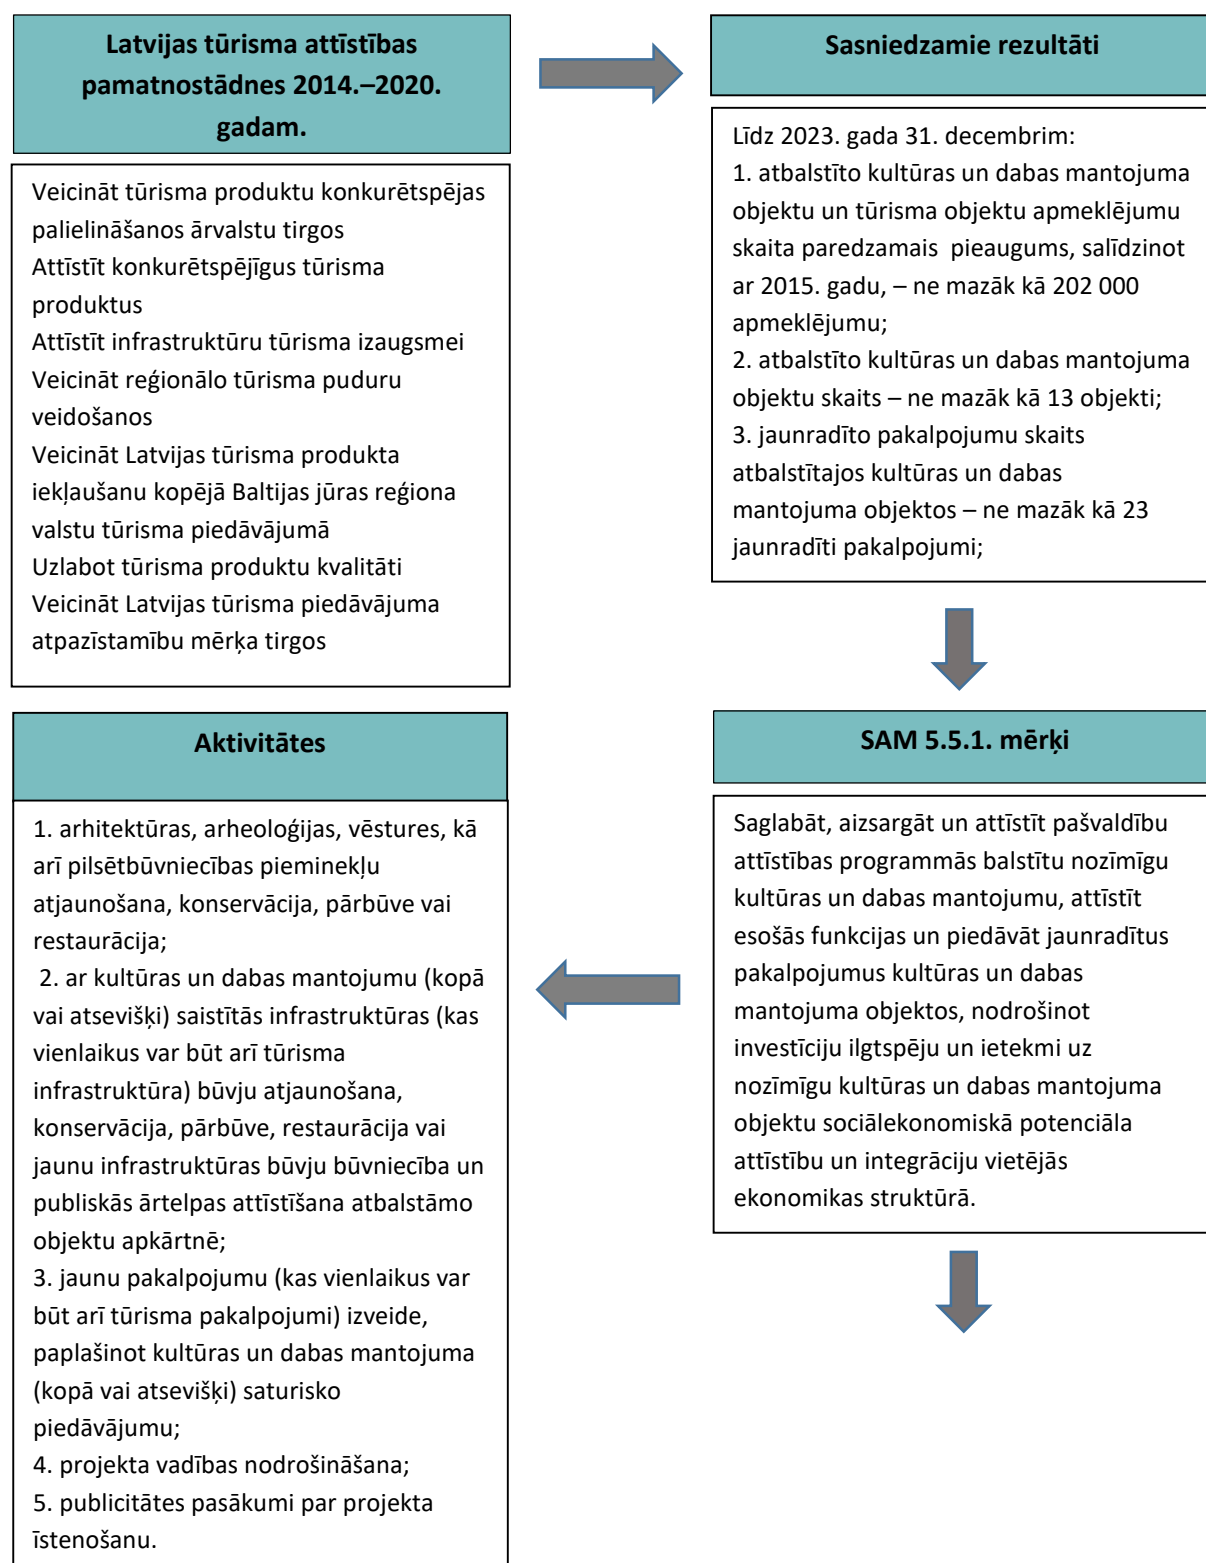 Latvijas tūrisma attīstības
pamatnostādnes 2014.–2020.
gadam.
Veicināt tūrisma produktu konkurētspējas
palielināšanos ārvalstu tirgos
Attīstīt konkurētspējīgus tūrisma
produktus
Attīstīt infrastruktūru tūrisma izaugsmei
Veicināt reģionālo tūrisma puduru
veidošanos
Veicināt Latvijas tūrisma produkta
iekļaušanu kopējā Baltijas jūras reģiona
valstu tūrisma piedāvājumā
Uzlabot tūrisma produktu kvalitāti
Veicināt Latvijas tūrisma piedāvājuma
atpazīstamību mērķa tirgos
Sasniedzamie rezultāti
Līdz 2023. gada 31. decembrim:
1. atbalstīto kultūras un dabas mantojuma
objektu un tūrisma objektu apmeklējumu
skaita paredzamais  pieaugums, salīdzinot
ar 2015. gadu, – ne mazāk kā 202 000
apmeklējumu;
2. atbalstīto kultūras un dabas mantojuma
objektu skaits – ne mazāk kā 13 objekti;
3. jaunradīto pakalpojumu skaits
atbalstītajos kultūras un dabas
mantojuma objektos – ne mazāk kā 23
jaunradīti pakalpojumi;
SAM 5.5.1. mērķi
Saglabāt, aizsargāt un attīstīt pašvaldību
attīstības programmās balstītu nozīmīgu
kultūras un dabas mantojumu, attīstīt
esošās funkcijas un piedāvāt jaunradītus
pakalpojumus kultūras un dabas
mantojuma objektos, nodrošinot
investīciju ilgtspēju un ietekmi uz
nozīmīgu kultūras un dabas mantojuma
objektu sociālekonomiskā potenciāla
attīstību un integrāciju vietējās
ekonomikas struktūrā.
Aktivitātes
1. arhitektūras, arheoloģijas, vēstures, kā
arī pilsētbūvniecības pieminekļu
atjaunošana, konservācija, pārbūve vai
restaurācija;
2. ar kultūras un dabas mantojumu (kopā
vai atsevišķi) saistītās infrastruktūras (kas
vienlaikus var būt arī tūrisma
infrastruktūra) būvju atjaunošana,
konservācija, pārbūve, restaurācija vai
jaunu infrastruktūras būvju būvniecība un
publiskās ārtelpas attīstīšana atbalstāmo
objektu apkārtnē;
3. jaunu pakalpojumu (kas vienlaikus var
būt arī tūrisma pakalpojumi) izveide,
paplašinot kultūras un dabas mantojuma
(kopā vai atsevišķi) saturisko
piedāvājumu;
4. projekta vadības nodrošināšana;
5. publicitātes pasākumi par projekta
īstenošanu.